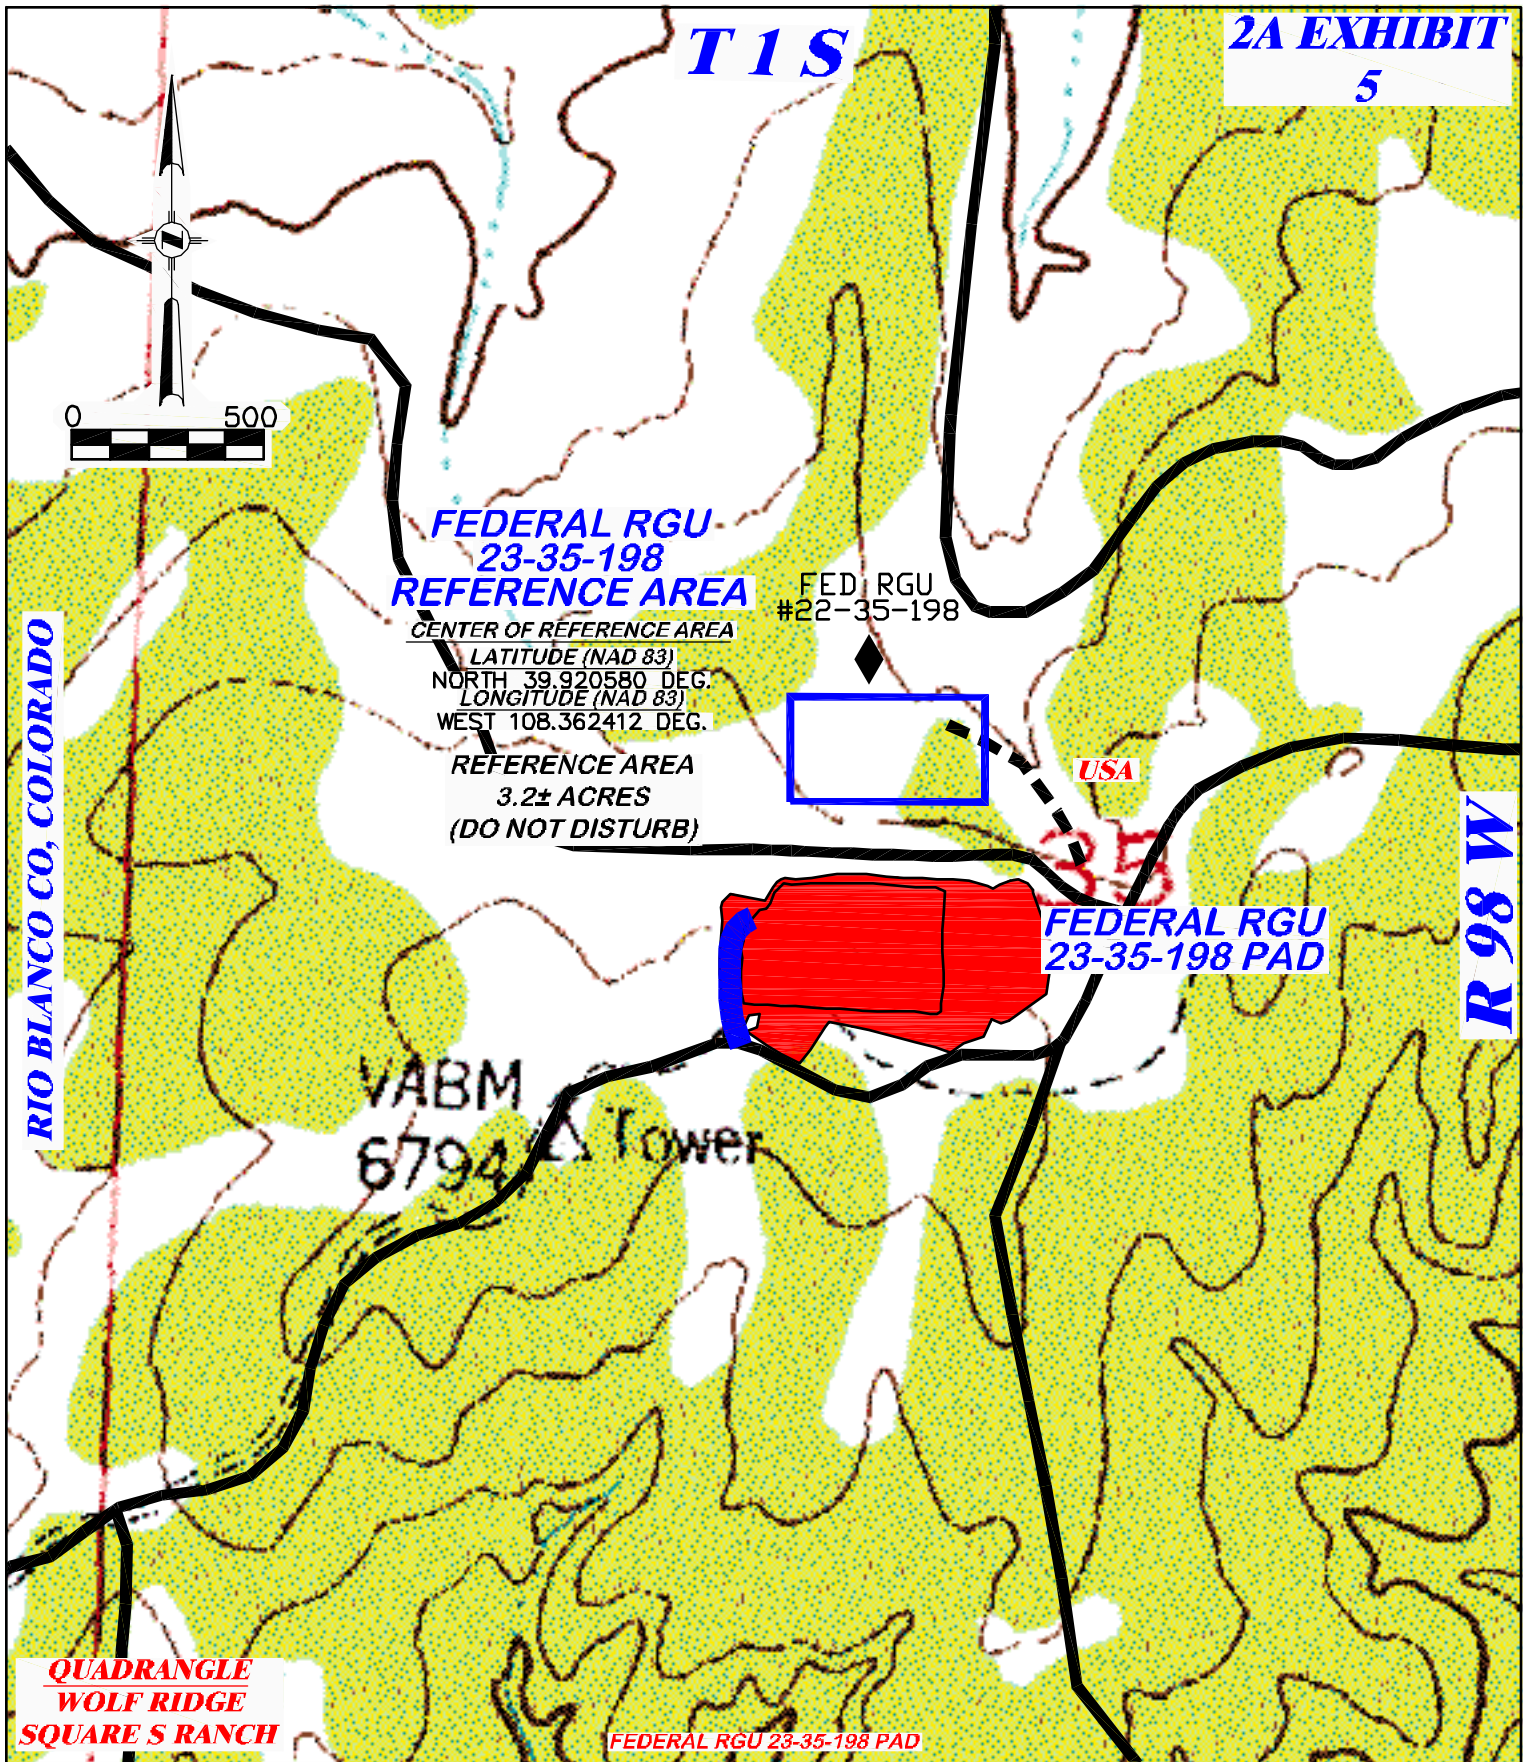 T 1 S
2A EXHIBIT
5
0 500
FEDERAL RGU
23-35-198
REFERENCE AREA
CENTER OF REFERENCE AREA
LATITUDE (NAD 83)
NORTH 39.920580 DEG.
LONGITUDE (NAD 83)
WEST 108.362412 DEG.
REFERENCE AREA
3.2± ACRES
(DO NOT DISTURB)
FED RGU
#22-35-198
USA
35
RIO BLANCO CO, COLORADO
R 98 W
FEDERAL RGU
23-35-198 PAD
VABM
6794
Tower
QUADRANGLE
WOLF RIDGE
SQUARE S RANCH
FEDERAL RGU 23-35-198 PAD